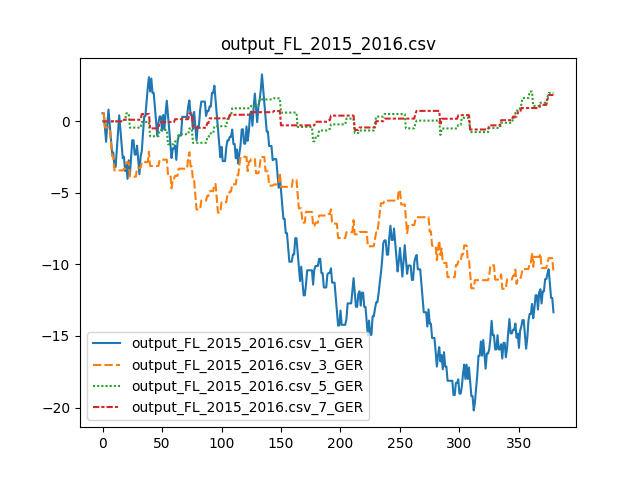 output_FL_2015_2016.csv
0
−5
−10
−15
−20
output_FL_2015_2016.csv_1_GER
output_FL_2015_2016.csv_3_GER
output_FL_2015_2016.csv_5_GER
output_FL_2015_2016.csv_7_GER
0 50 100 150 200 250 300 350